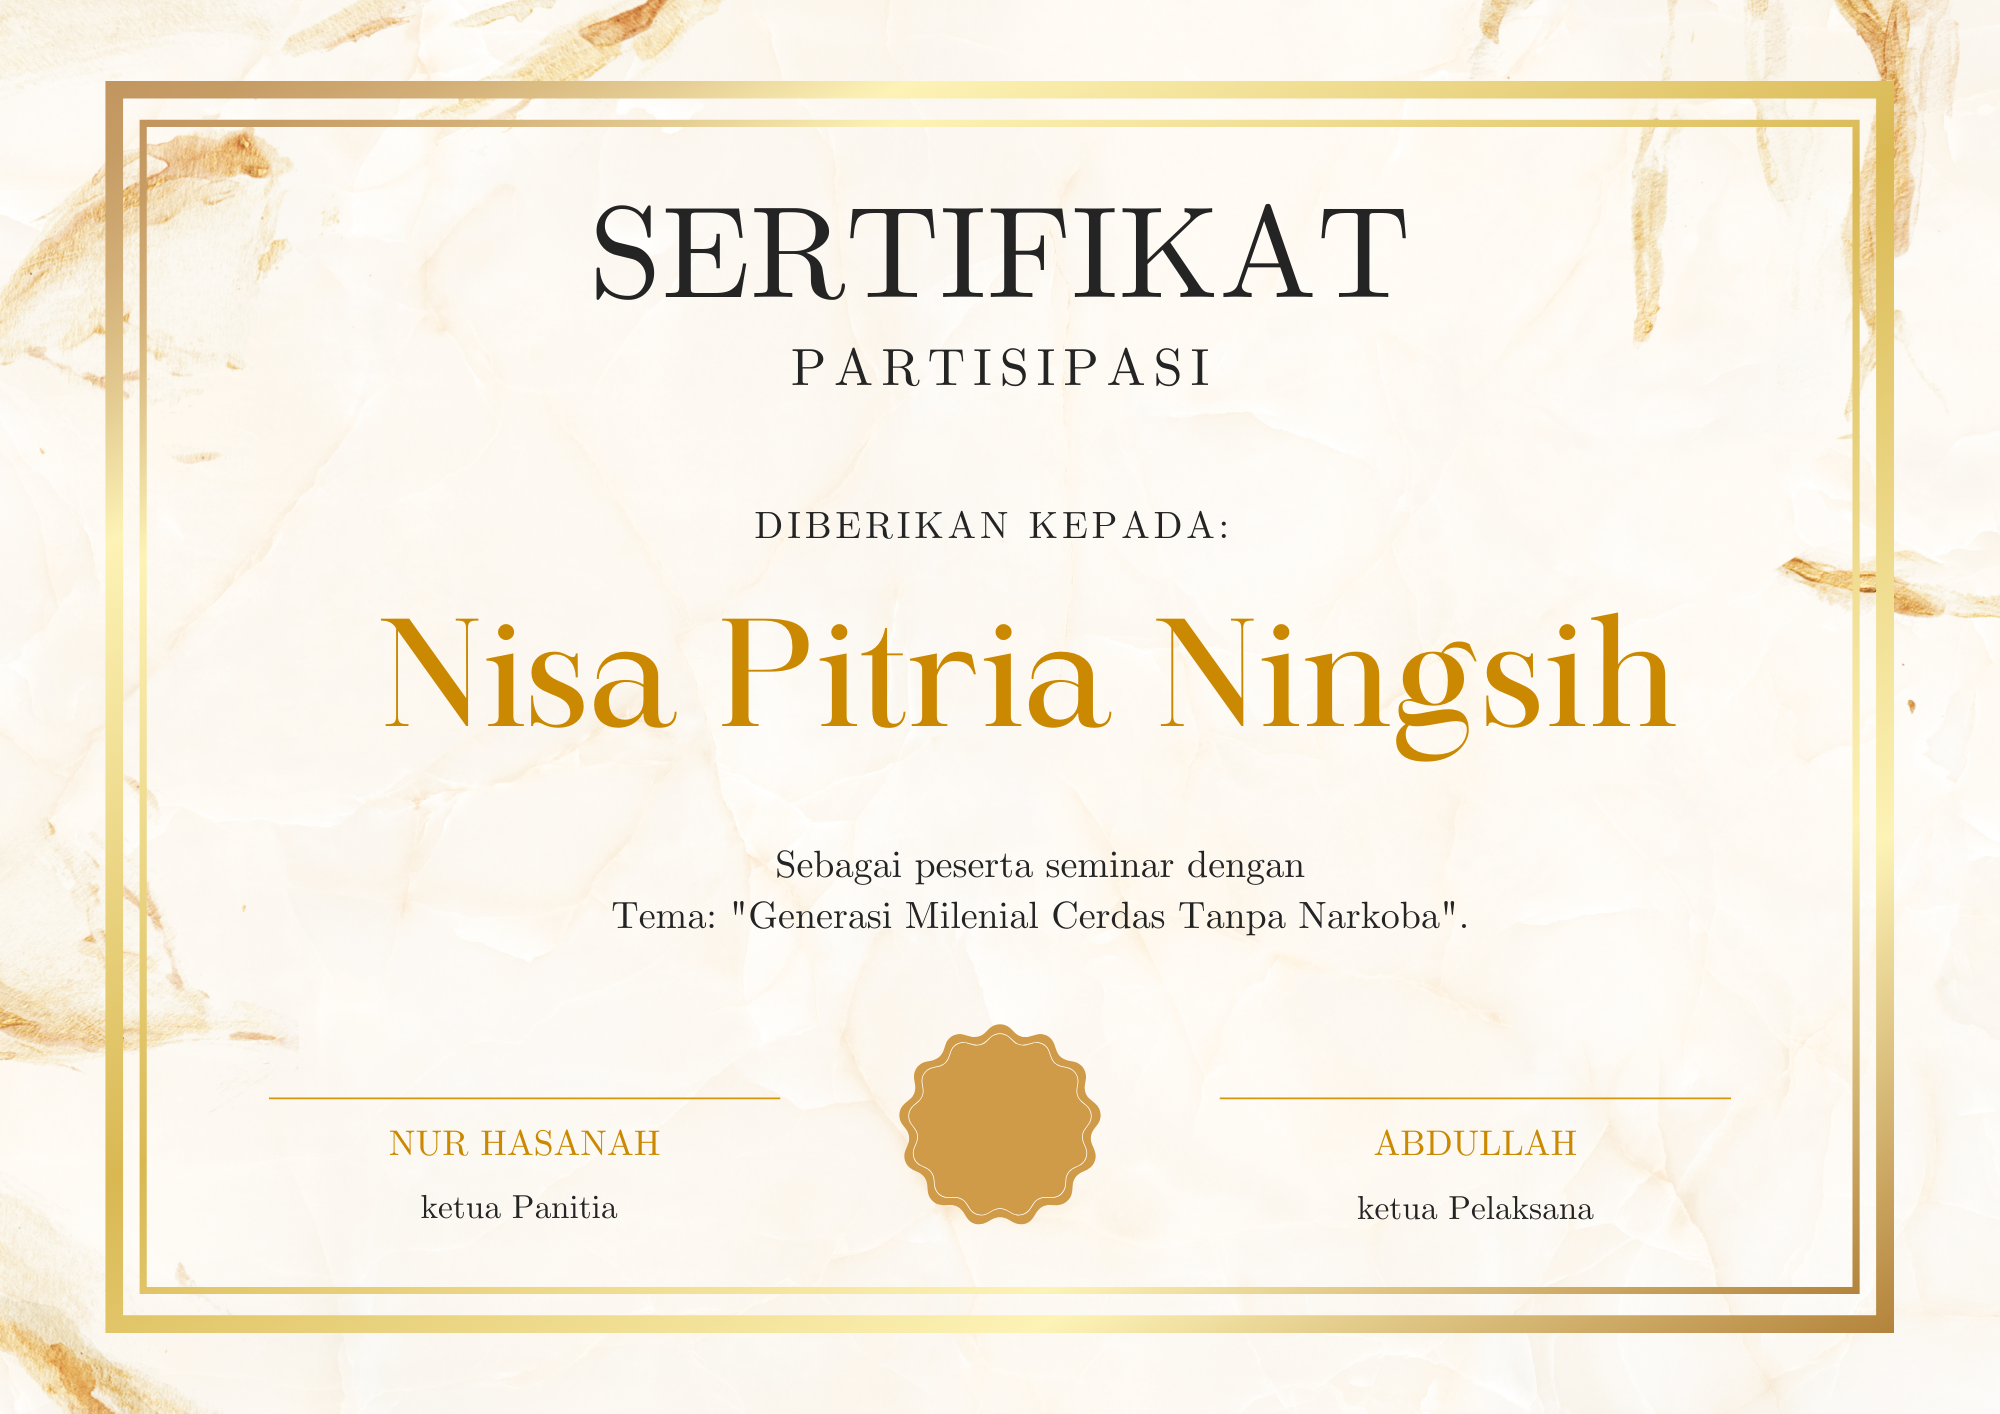 SERTIFIKAT
PARTISIPASI
DIBERIKAN KEPADA:
Nisa Pitria Ningsih
Sebagai peserta seminar dengan
Tema: "Generasi Milenial Cerdas Tanpa Narkoba".
NUR HASANAH
ketua Panitia
ABDULLAH
ketua Pelaksana